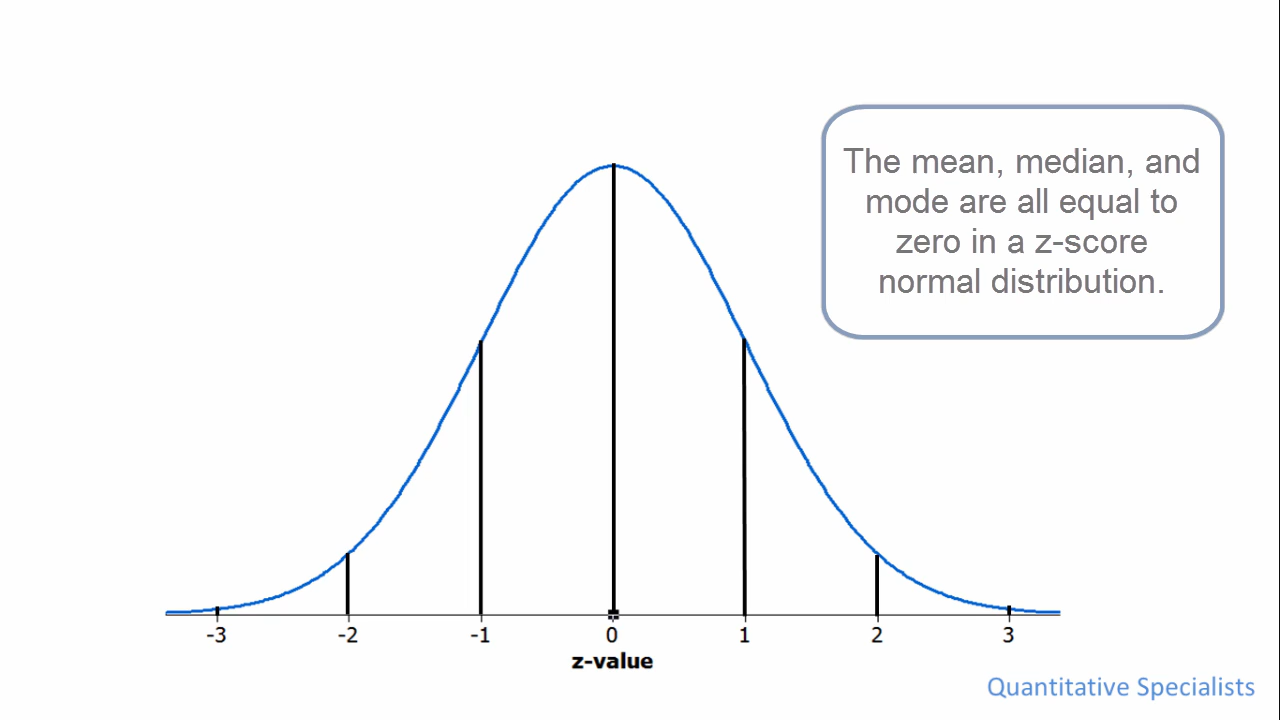 The mean, median, and
mode are all equal to
zero in a z-score
normal distribution.
-3 -2 -1 0 1 2 3
z-value
Quantitative Specialists